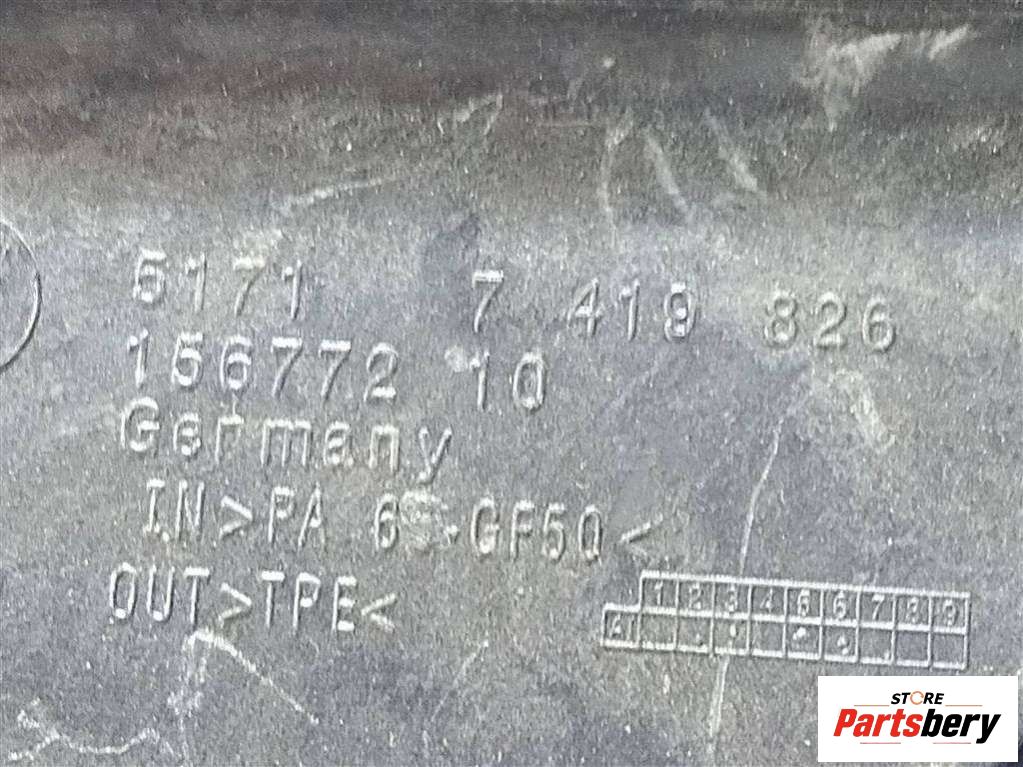 5171 7 419 826
156772 10
Germany
IN>PA 6 -GF50<
OUT>TPE<
1 2 3 4 5 6 7 8 9
A
STORE
Partsbery